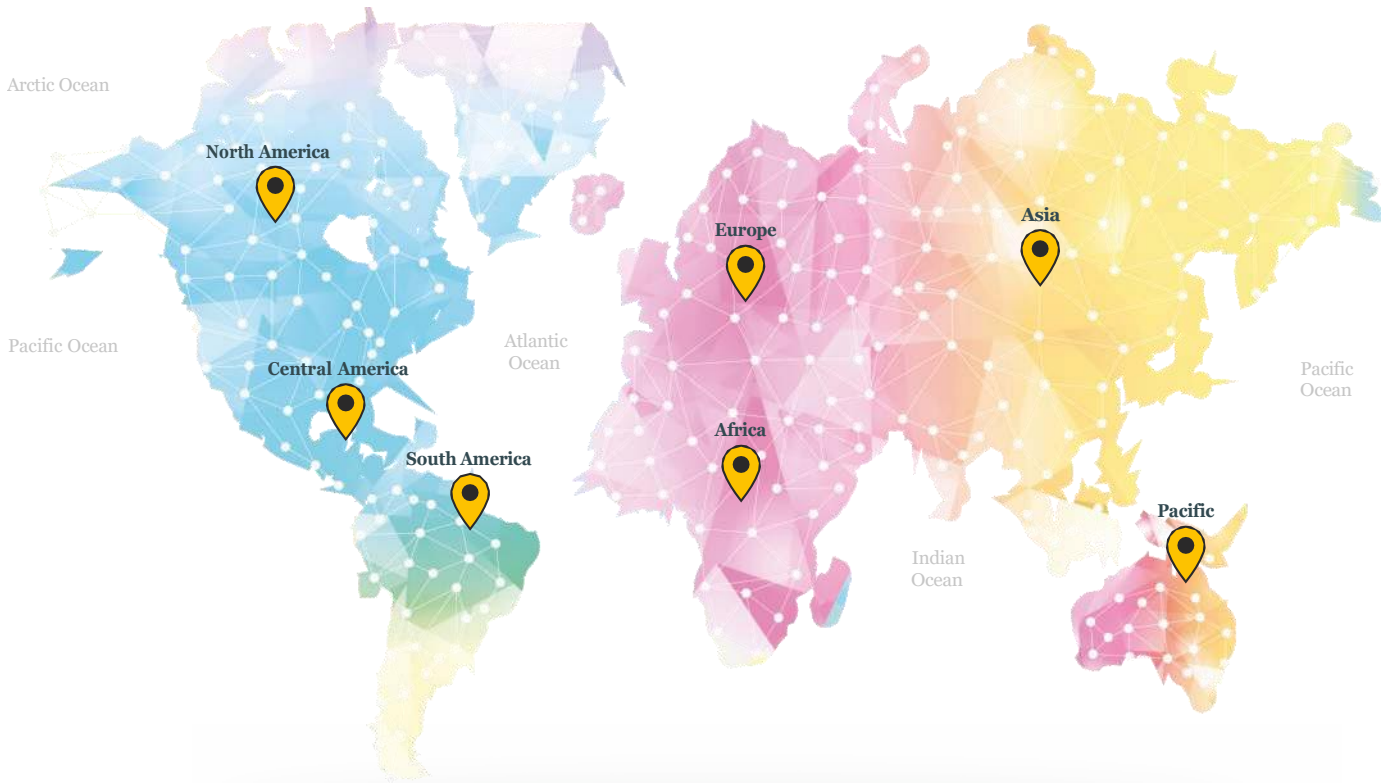 Arctic Ocean
North America
Europe
Asia
Pacific Ocean
Atlantic
Ocean
Pacific
Ocean
Central America
South America
Africa
Pacific
Indian
Ocean